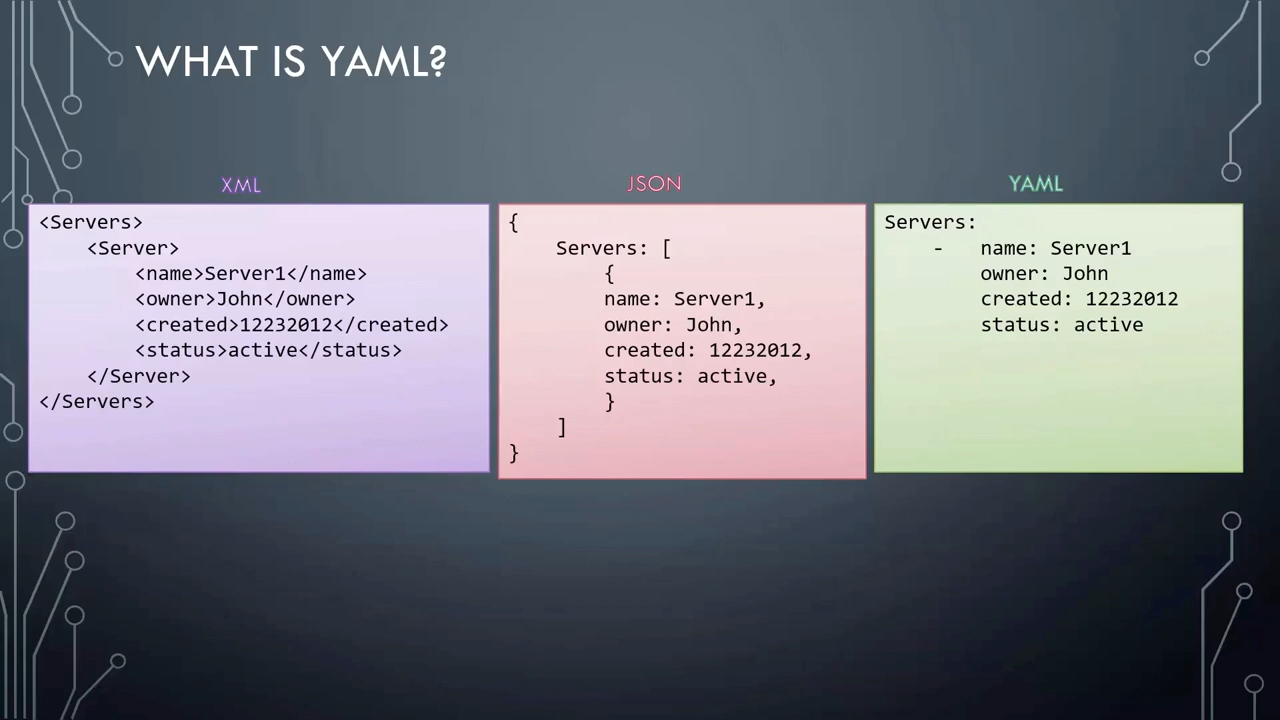 WHAT IS YAML?
XML
<Servers>
    <Server>
        <name>Server1</name>
        <owner>John</owner>
        <created>12232012</created>
        <status>active</status>
    </Server>
</Servers>
JSON
{
    Servers: [
        {
        name: Server1,
        owner: John,
        created: 12232012,
        status: active,
        }
    ]
}
YAML
Servers:
    -   name: Server1
        owner: John
        created: 12232012
        status: active